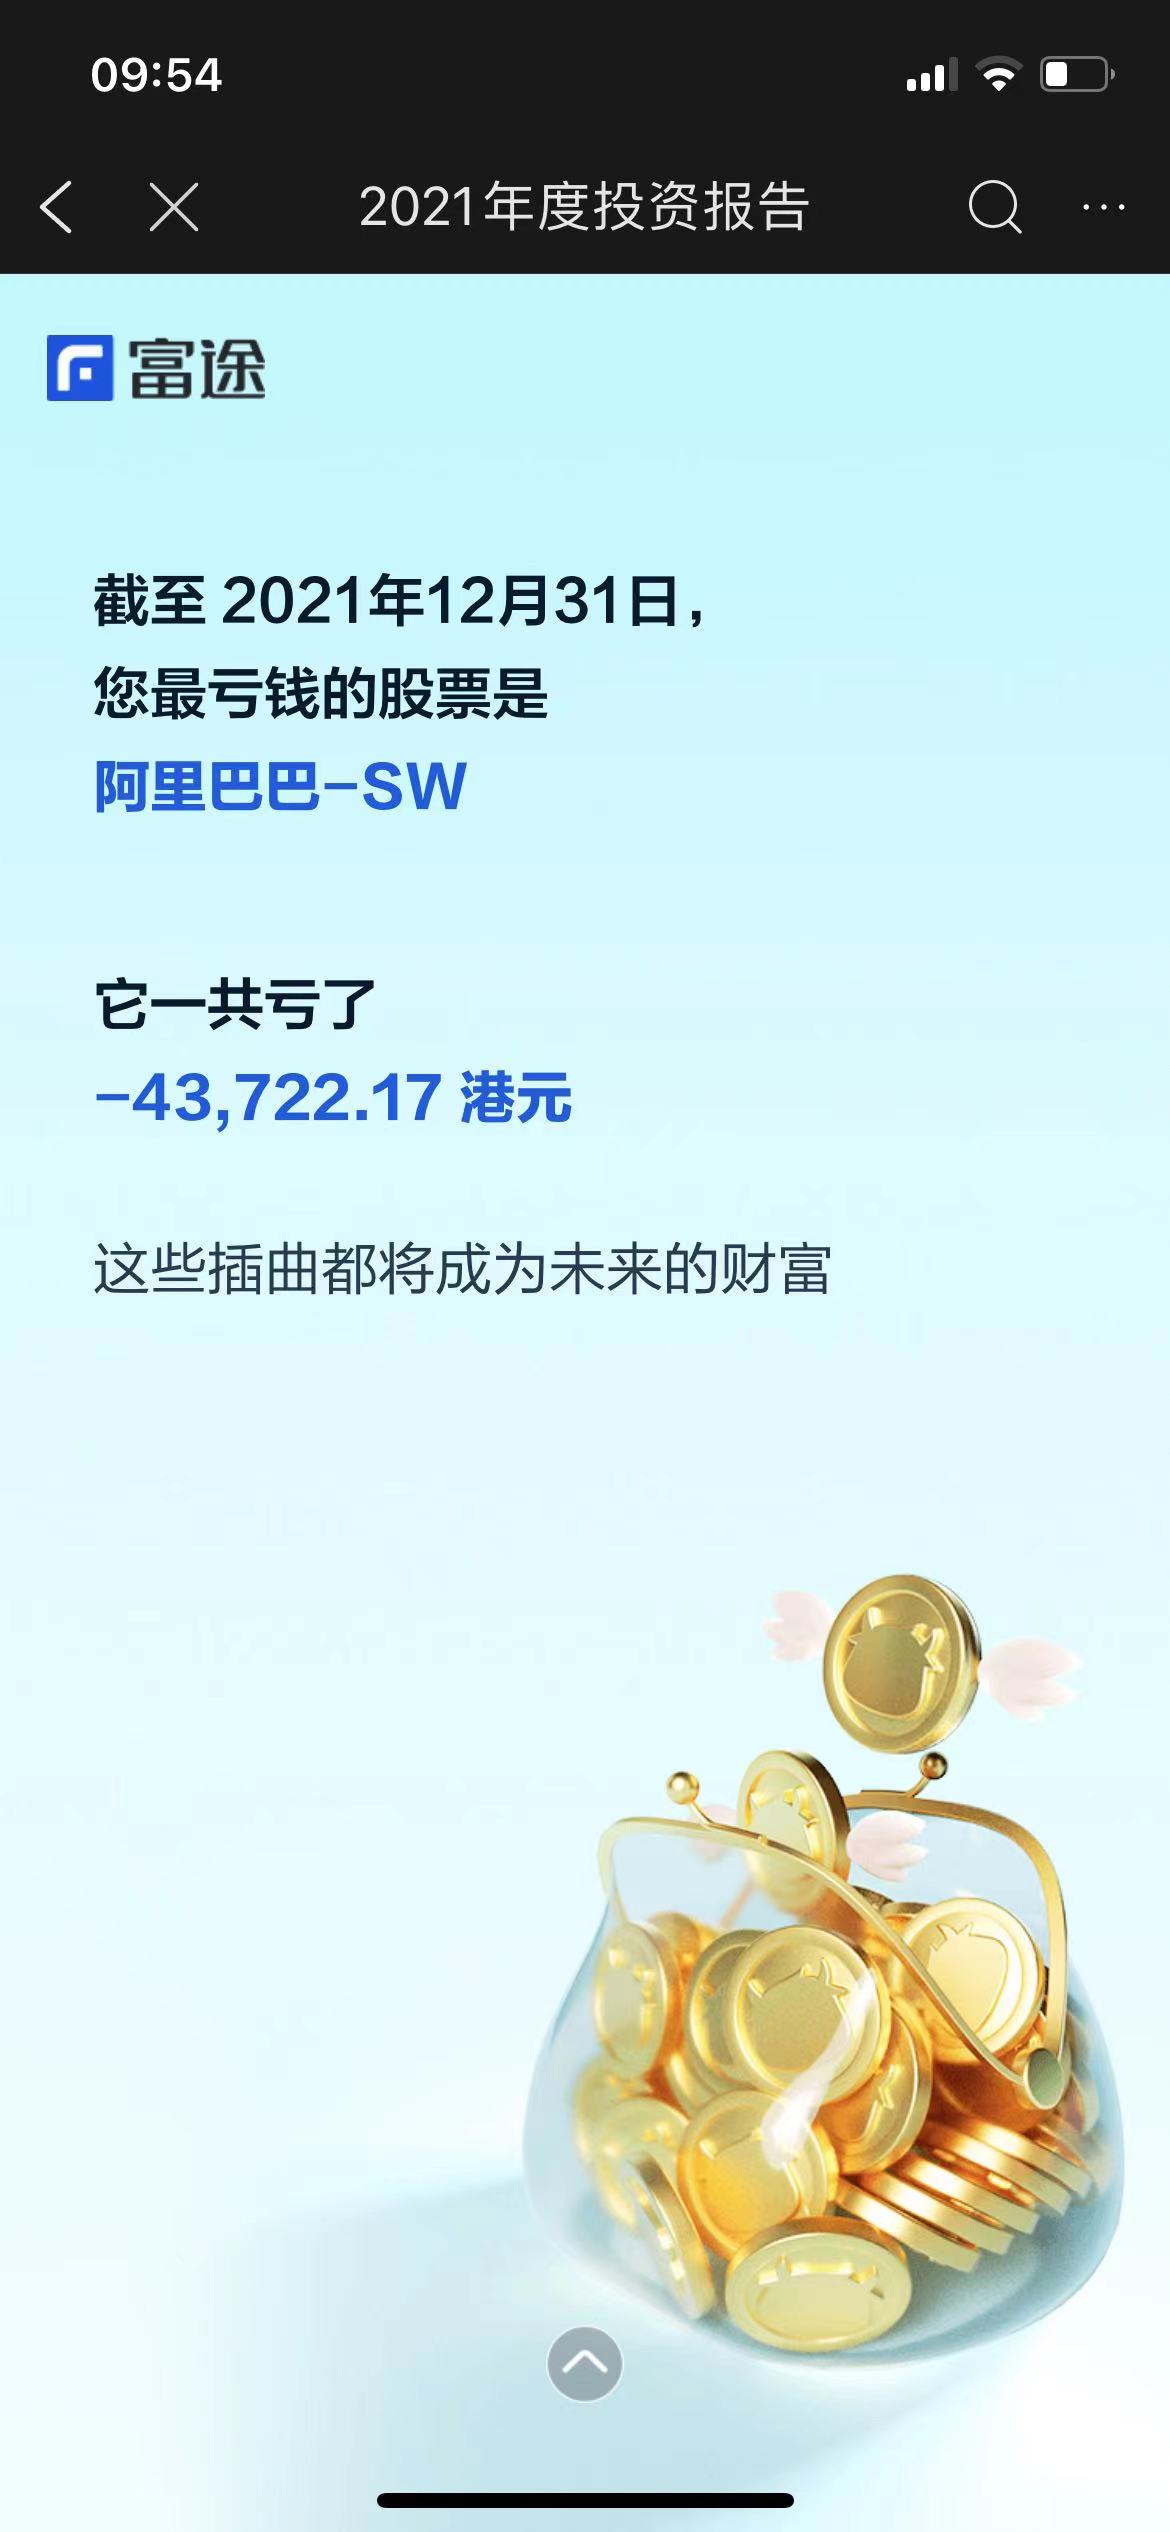 09:54
2021年度投资报告
富途
截至 2021年12月31日，
您最亏钱的股票是
阿里巴巴-SW
它一共亏了
-43,722.17 港元
这些插曲都将成为未来的财富